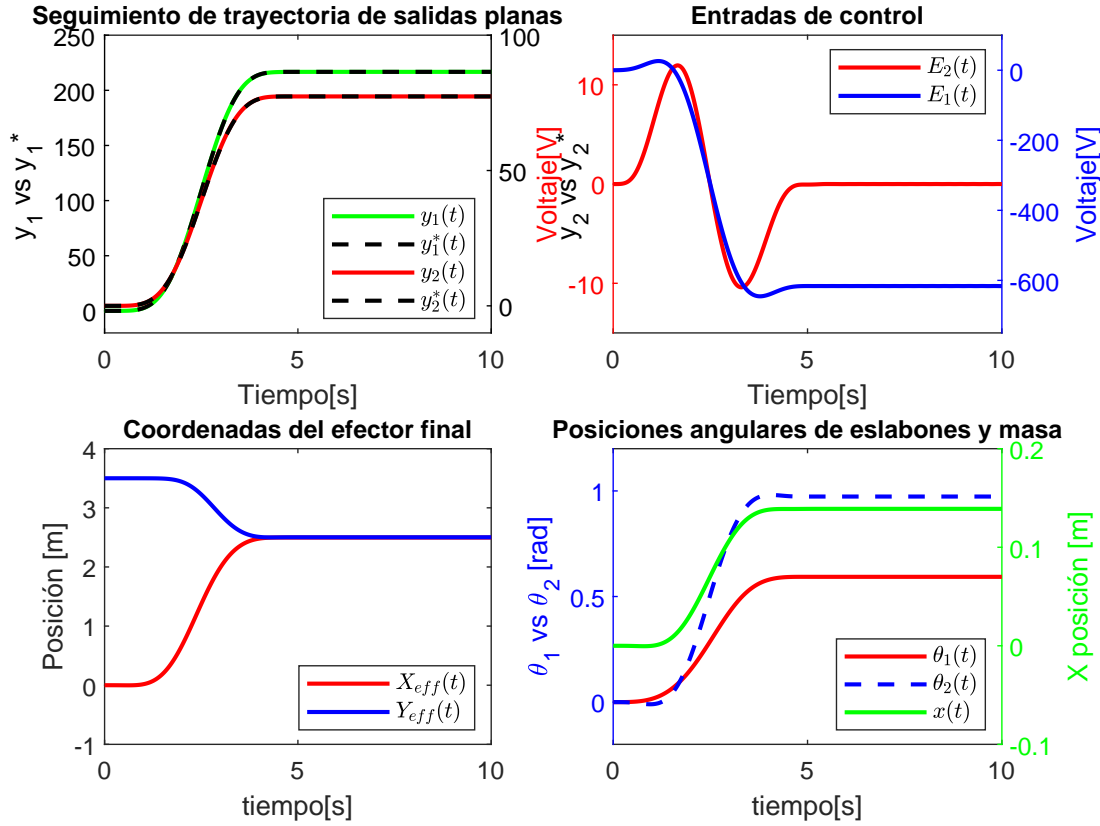 Seguimiento de trayectoria de salidas planas
250
200
150
100
50
0
y_1 vs y_1^*
100
50
0
y_2 vs y_2^*
y_1(t)
y_1^*(t)
y_2(t)
y_2^*(t)
0
5
10
Tiempo[s]
Entradas de control
10
0
-10
Voltaje[V]
0
-200
-400
-600
Voltaje[V]
E_2(t)
E_1(t)
0
5
10
Tiempo[s]
Coordenadas del efector final
4
3
2
1
0
-1
Posición [m]
X_{eff}(t)
Y_{eff}(t)
0
5
10
tiempo[s]
Posiciones angulares de eslabones y masa
1
0.5
0
θ_1 vs θ_2 [rad]
0.2
0.1
0
-0.1
X posición [m]
θ_1(t)
θ_2(t)
x(t)
0
5
10
tiempo[s]